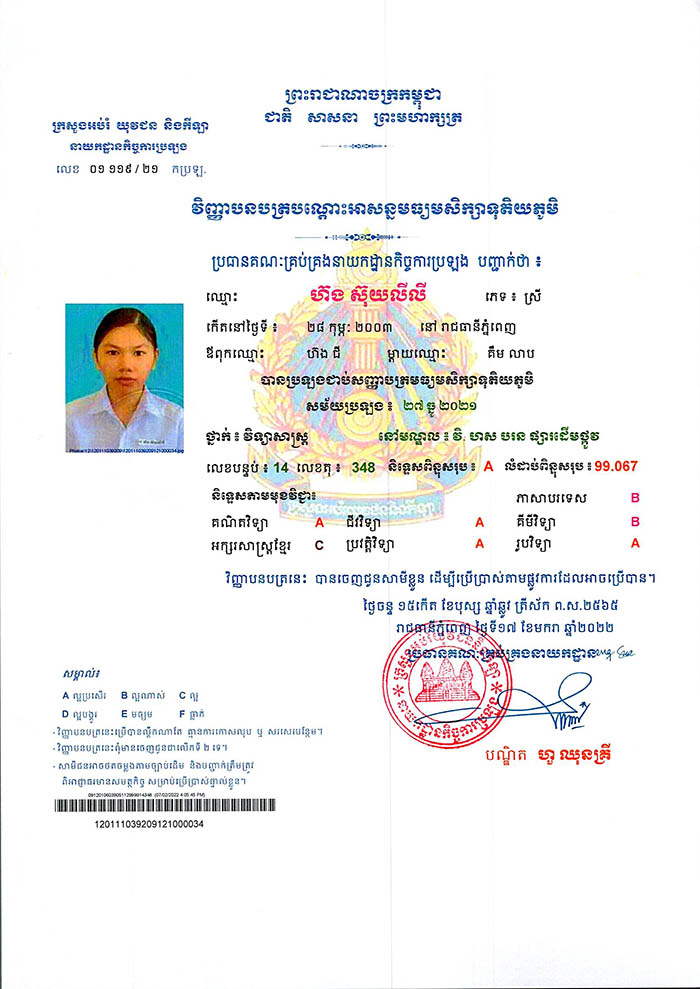 ព្រះរាជាណាចក្រកម្ពុជា
ជាតិ សាសនា ព្រះមហាក្សត្រ
ក្រសួងអប់រំ យុវជន និងកីឡា
នាយកដ្ឋានកិច្ចការប្រឡង
លេខ ០១ ១១៩ / ២១ កប្រឡ.
វិញ្ញាបនបត្របណ្ដោះអាសន្នមធ្យមសិក្សាទុតិយភូមិ
ប្រធានគណៈគ្រប់គ្រងនាយកដ្ឋានកិច្ចការប្រឡង បញ្ជាក់ថា ៖
ឈ្មោះ ហ៊ង ស៊ុយលីលី ភេទ ៖ ស្រី
កើតនៅថ្ងៃទី ៖ ២៨ កុម្ភៈ ២០០៣ នៅ រាជធានីភ្នំពេញ
ឪពុកឈ្មោះ ហ៊ង ជី ម្ដាយឈ្មោះ គឹម លាប
បានប្រឡងជាប់សញ្ញាបត្រមធ្យមសិក្សាទុតិយភូមិ
សម័យប្រឡង ៖ ២៧ ធ្នូ ២០២១
ថ្នាក់ ៖ វិទ្យាសាស្ត្រ នៅមណ្ឌល ៖ វិ. ហស បរន ផ្សារដើមថ្កូវ
លេខបន្ទប់ ៖ 14 លេខតុ ៖ 348 និទ្ទេសពិន្ទុសរុប ៖ A លំដាប់ពិន្ទុសរុប ៖ 99.067
និទ្ទេសតាមមុខវិជ្ជា៖ ភាសាបរទេស B
គណិតវិទ្យា A ជីវវិទ្យា A គីមីវិទ្យា B
អក្សរសាស្ត្រខ្មែរ C ប្រវត្តិវិទ្យា A រូបវិទ្យា A
វិញ្ញាបនបត្រនេះ បានចេញជូនសាមីខ្លួន ដើម្បីប្រើប្រាស់តាមផ្លូវការដែលអាចប្រើបាន។
ថ្ងៃចន្ទ ១៥កើត ខែបុស្ស ឆ្នាំឆ្លូវ ត្រីស័ក ព.ស.២៥៦៥
រាជធានីភ្នំពេញ ថ្ងៃទី១៧ ខែមករា ឆ្នាំ២០២២
ប្រធានគណៈគ្រប់គ្រងនាយកដ្ឋាន
បណ្ឌិត ហួ ឈុនគ្រី
សម្គាល់៖
A ល្អប្រសើរ B ល្អណាស់ C ល្អ
D ល្អបង្គួរ E មធ្យម F ធ្លាក់
- វិញ្ញាបនបត្រនេះប្រើបានលុះណាតែ គ្មានការកោសលុប ឬ សរសេរបន្ថែម។
- វិញ្ញាបនបត្រនេះពុំមានចេញជូនជាលើកទី ២ ទេ។
- សាមីជនអាចថតចម្លងតាមច្បាប់ដើម និងបញ្ជាក់ត្រឹមត្រូវ
ពីអាជ្ញាធរមានសមត្ថកិច្ច សម្រាប់ប្រើប្រាស់ផ្ទាល់ខ្លួន។
120111039209121000034